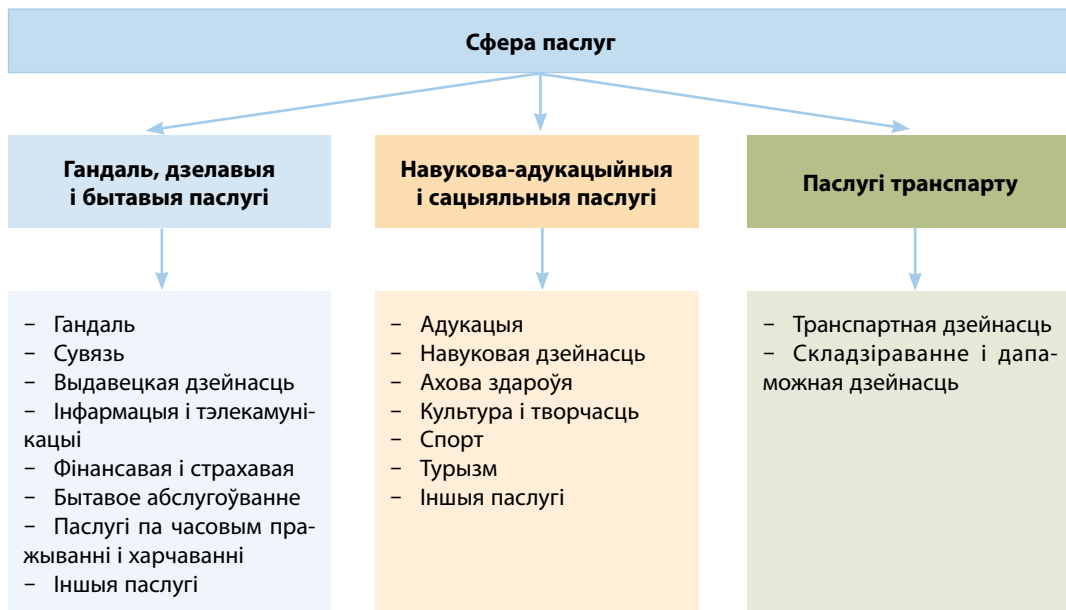 Сфера паслуг
Гандаль, дзелавыя
і бытавыя паслугі
Навукова-адукацыйныя
і сацыяльныя паслугі
Паслугі транспарту
– Гандаль
– Сувязь
– Выдавецкая дзейнасць
– Інфармацыя і тэлекамуні-
кацыі
– Фінансавая і страхавая
– Бытавое абслугоўванне
– Паслугі па часовым пра-
жыванні і харчаванні
– Іншыя паслугі
– Адукацыя
– Навуковая дзейнасць
– Ахова здароўя
– Культура і творчасць
– Спорт
– Турызм
– Іншыя паслугі
– Транспартная дзейнасць
– Складзіраванне і дапа-
можная дзейнасць